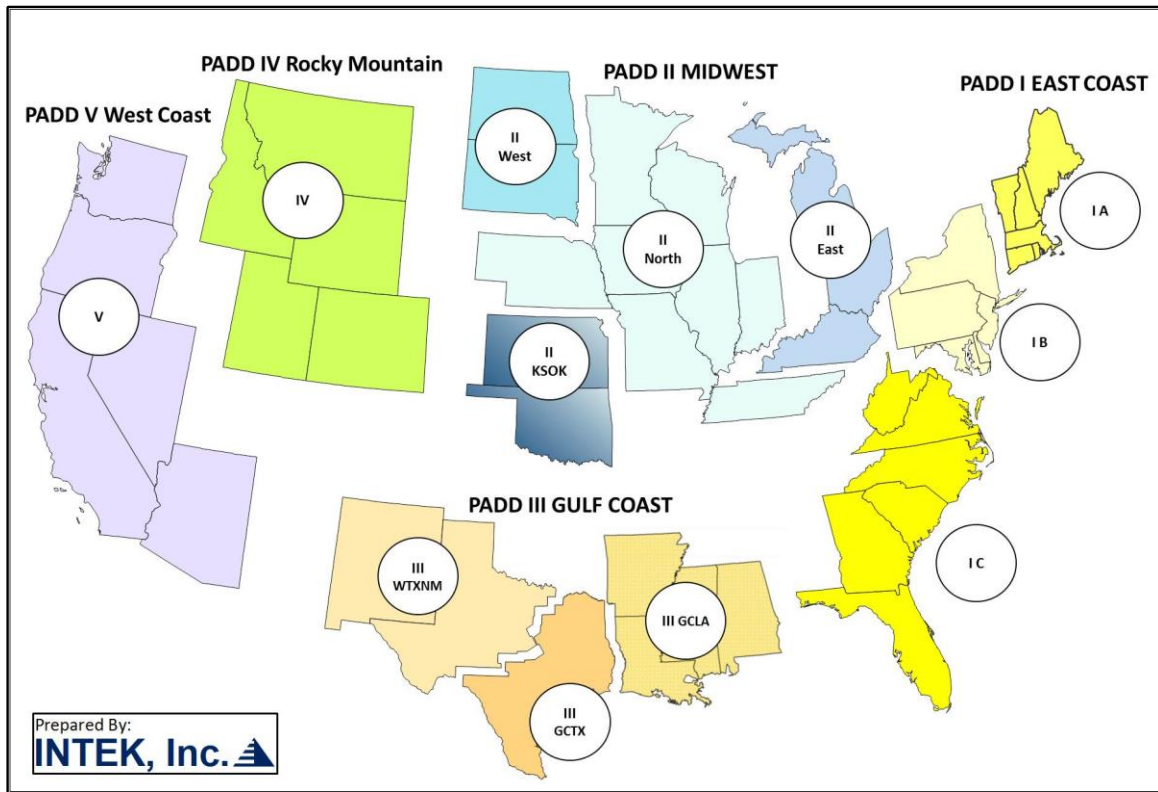 PADD IV Rocky Mountain
PADD II MIDWEST
PADD I EAST COAST
PADD V West Coast
II
West
IV
I A
II
North
II
East
V
I B
II
KSOK
PADD III GULF COAST
I C
III
WTXNM
III GCLA
III
GCTX
Prepared By:
INTEK, Inc.